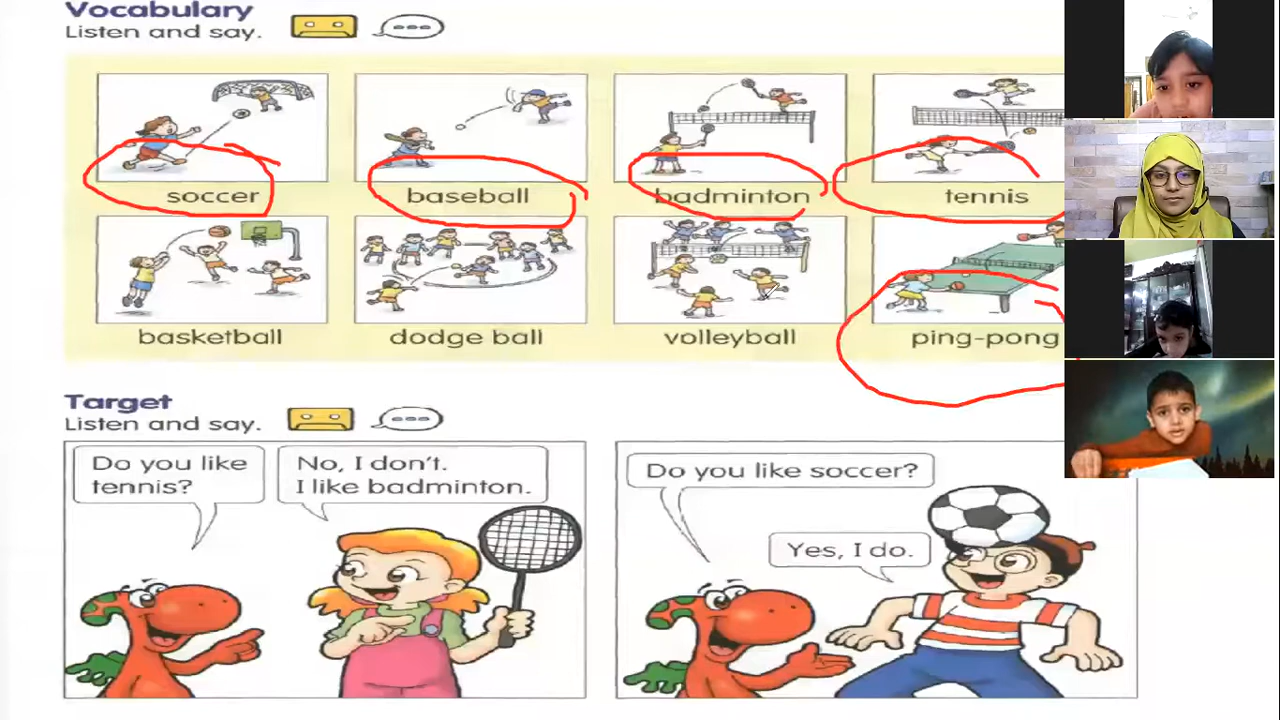 Vocabulary
Listen and say.
soccer baseball badminton tennis
basketball dodge ball volleyball ping-pong
Target
Listen and say.
Do you like
tennis?
No, I don't.
I like badminton.
Do you like soccer?
Yes, I do.